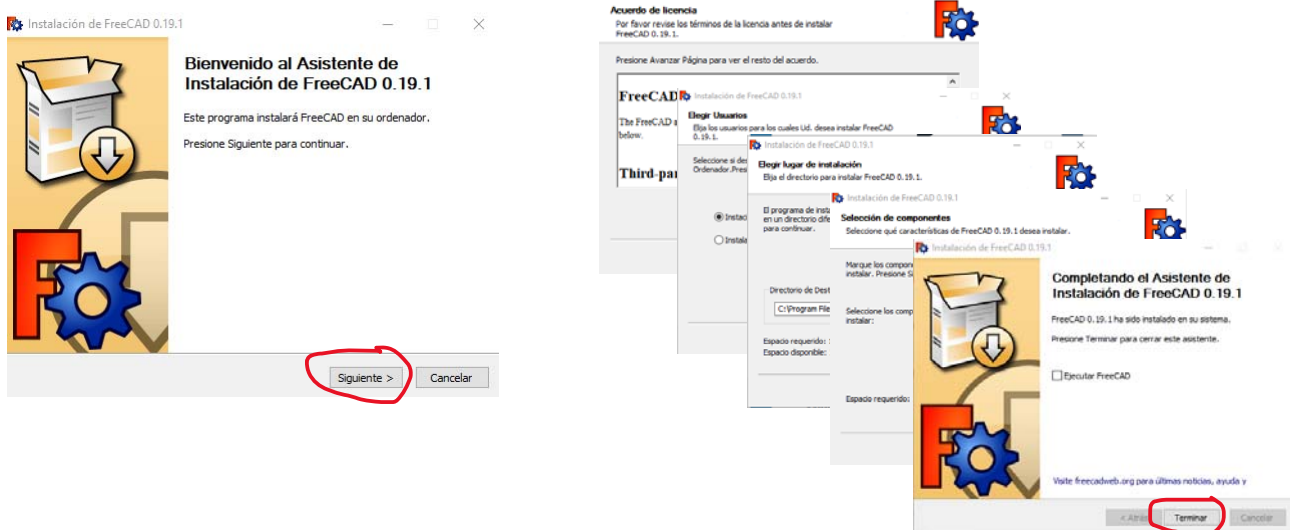 Instalación de FreeCAD 0.19.1
Bienvenido al Asistente de
Instalación de FreeCAD 0.19.1
Este programa instalará FreeCAD en su ordenador.
Presione Siguiente para continuar.
Siguiente >
Cancelar
Acuerdo de licencia
Por favor revise los términos de la licencia antes de instalar
FreeCAD 0.19.1.
Presione Avanzar Página para ver el resto del acuerdo.
FreeCAD
The FreeCAD
below.
Third-par
Instalación de FreeCAD 0.19.1
Elegir Usuarios
Elija los usuarios para los cuales Ud. desea instalar FreeCAD
0.19.1.
Seleccione si des
Ordenador.Pres
Instac
Instala
Instalación de FreeCAD 0.19.1
Elegir lugar de instalación
Elija el directorio para instalar FreeCAD 0.19.1.
El programa de insta
en un directorio dife
para continuar.
Directorio de Dest
C:\Program File
Espacio requerido:
Espacio disponible:
Instalación de FreeCAD 0.19.1
Selección de componentes
Seleccione qué características de FreeCAD 0.19.1 desea instalar.
Marque los compon
instalar. Presione S
Seleccione los comp
instalar:
Espacio requerido:
Instalación de FreeCAD 0.19.1
Completando el Asistente de
Instalación de FreeCAD 0.19.1
FreeCAD 0.19.1 ha sido instalado en su sistema.
Presione Terminar para cerrar este asistente.
Ejecutar FreeCAD
Visite freecadweb.org para últimas noticias, ayuda y
< Atrás
Terminar
Cancelar